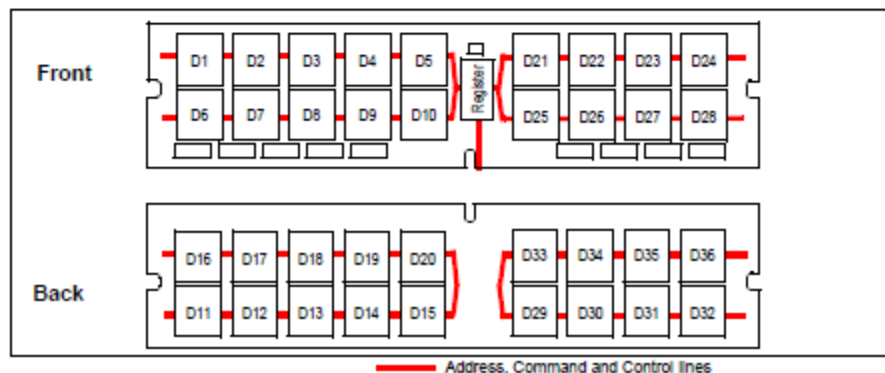 Front
D1 D2 D3 D4 D5 Register D21 D22 D23 D24
D6 D7 D8 D9 D10 D25 D26 D27 D28
Back
D16 D17 D18 D19 D20 D33 D34 D35 D36
D11 D12 D13 D14 D15 D29 D30 D31 D32
Address, Command and Control lines